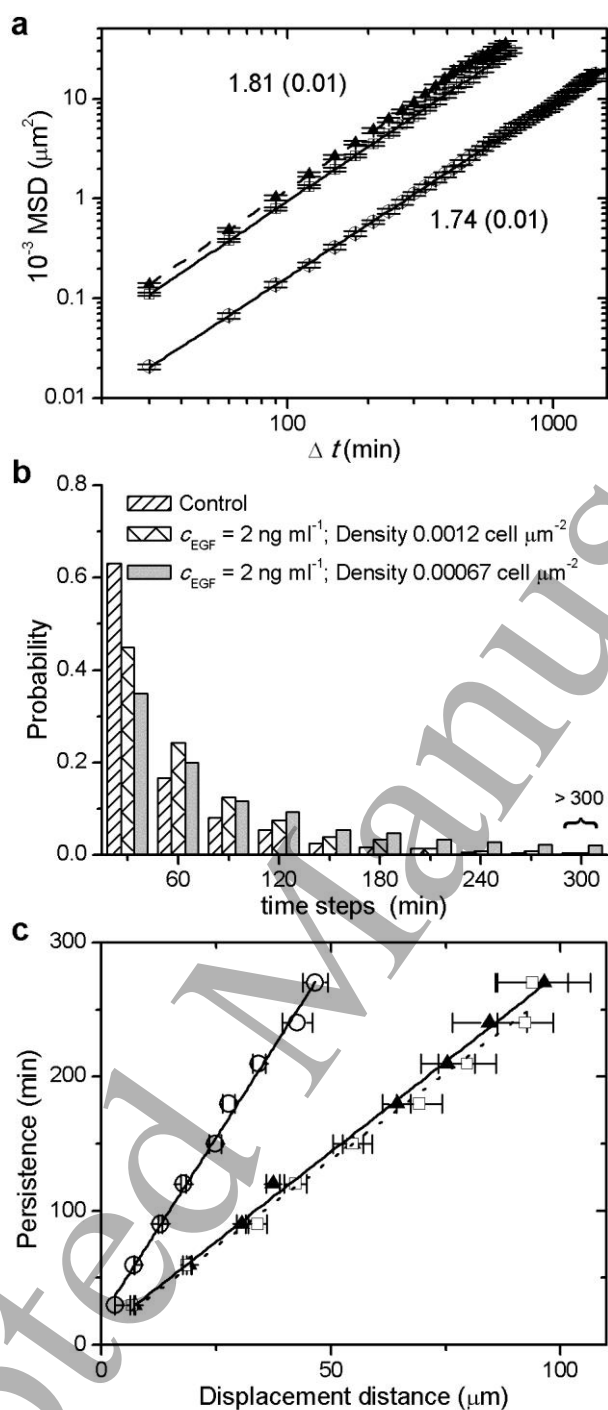 a
10
1
0.1
0.01
10⁻³ MSD (μm²)
1.81 (0.01)
1.74 (0.01)
100
1000
Δ t (min)
b
0.8
0.6
0.4
0.2
0.0
Probability
Control
c_EGF = 2 ng ml⁻¹; Density 0.0012 cell μm⁻²
c_EGF = 2 ng ml⁻¹; Density 0.00067 cell μm⁻²
> 300
60
120
180
240
300
time steps (min)
c
300
200
100
0
Persistence (min)
0
50
100
Displacement distance (μm)
pted Manus